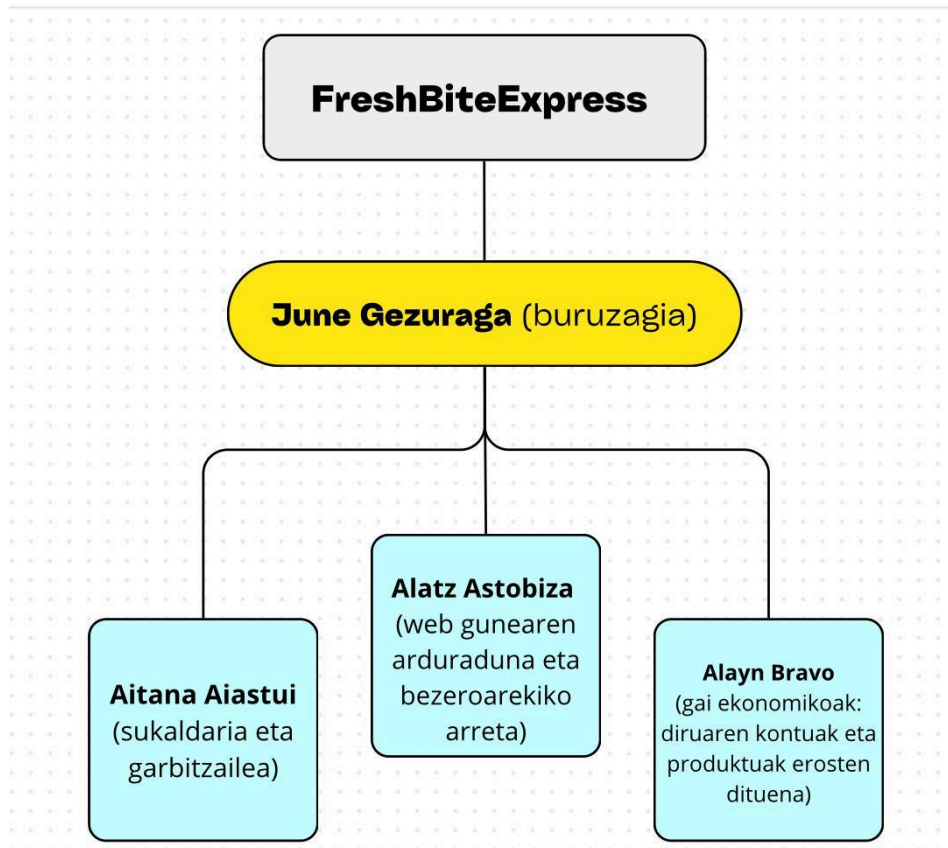 FreshBiteExpress
June Gezuraga (buruzagia)
Aitana Aiastui
(sukaldaria eta
garbitzailea)
Alatz Astobiza
(web gunearen
arduraduna eta
bezeroarekiko
arreta)
Alayn Bravo
(gai ekonomikoak:
diruaren kontuak eta
produktuak erosten
dituena)